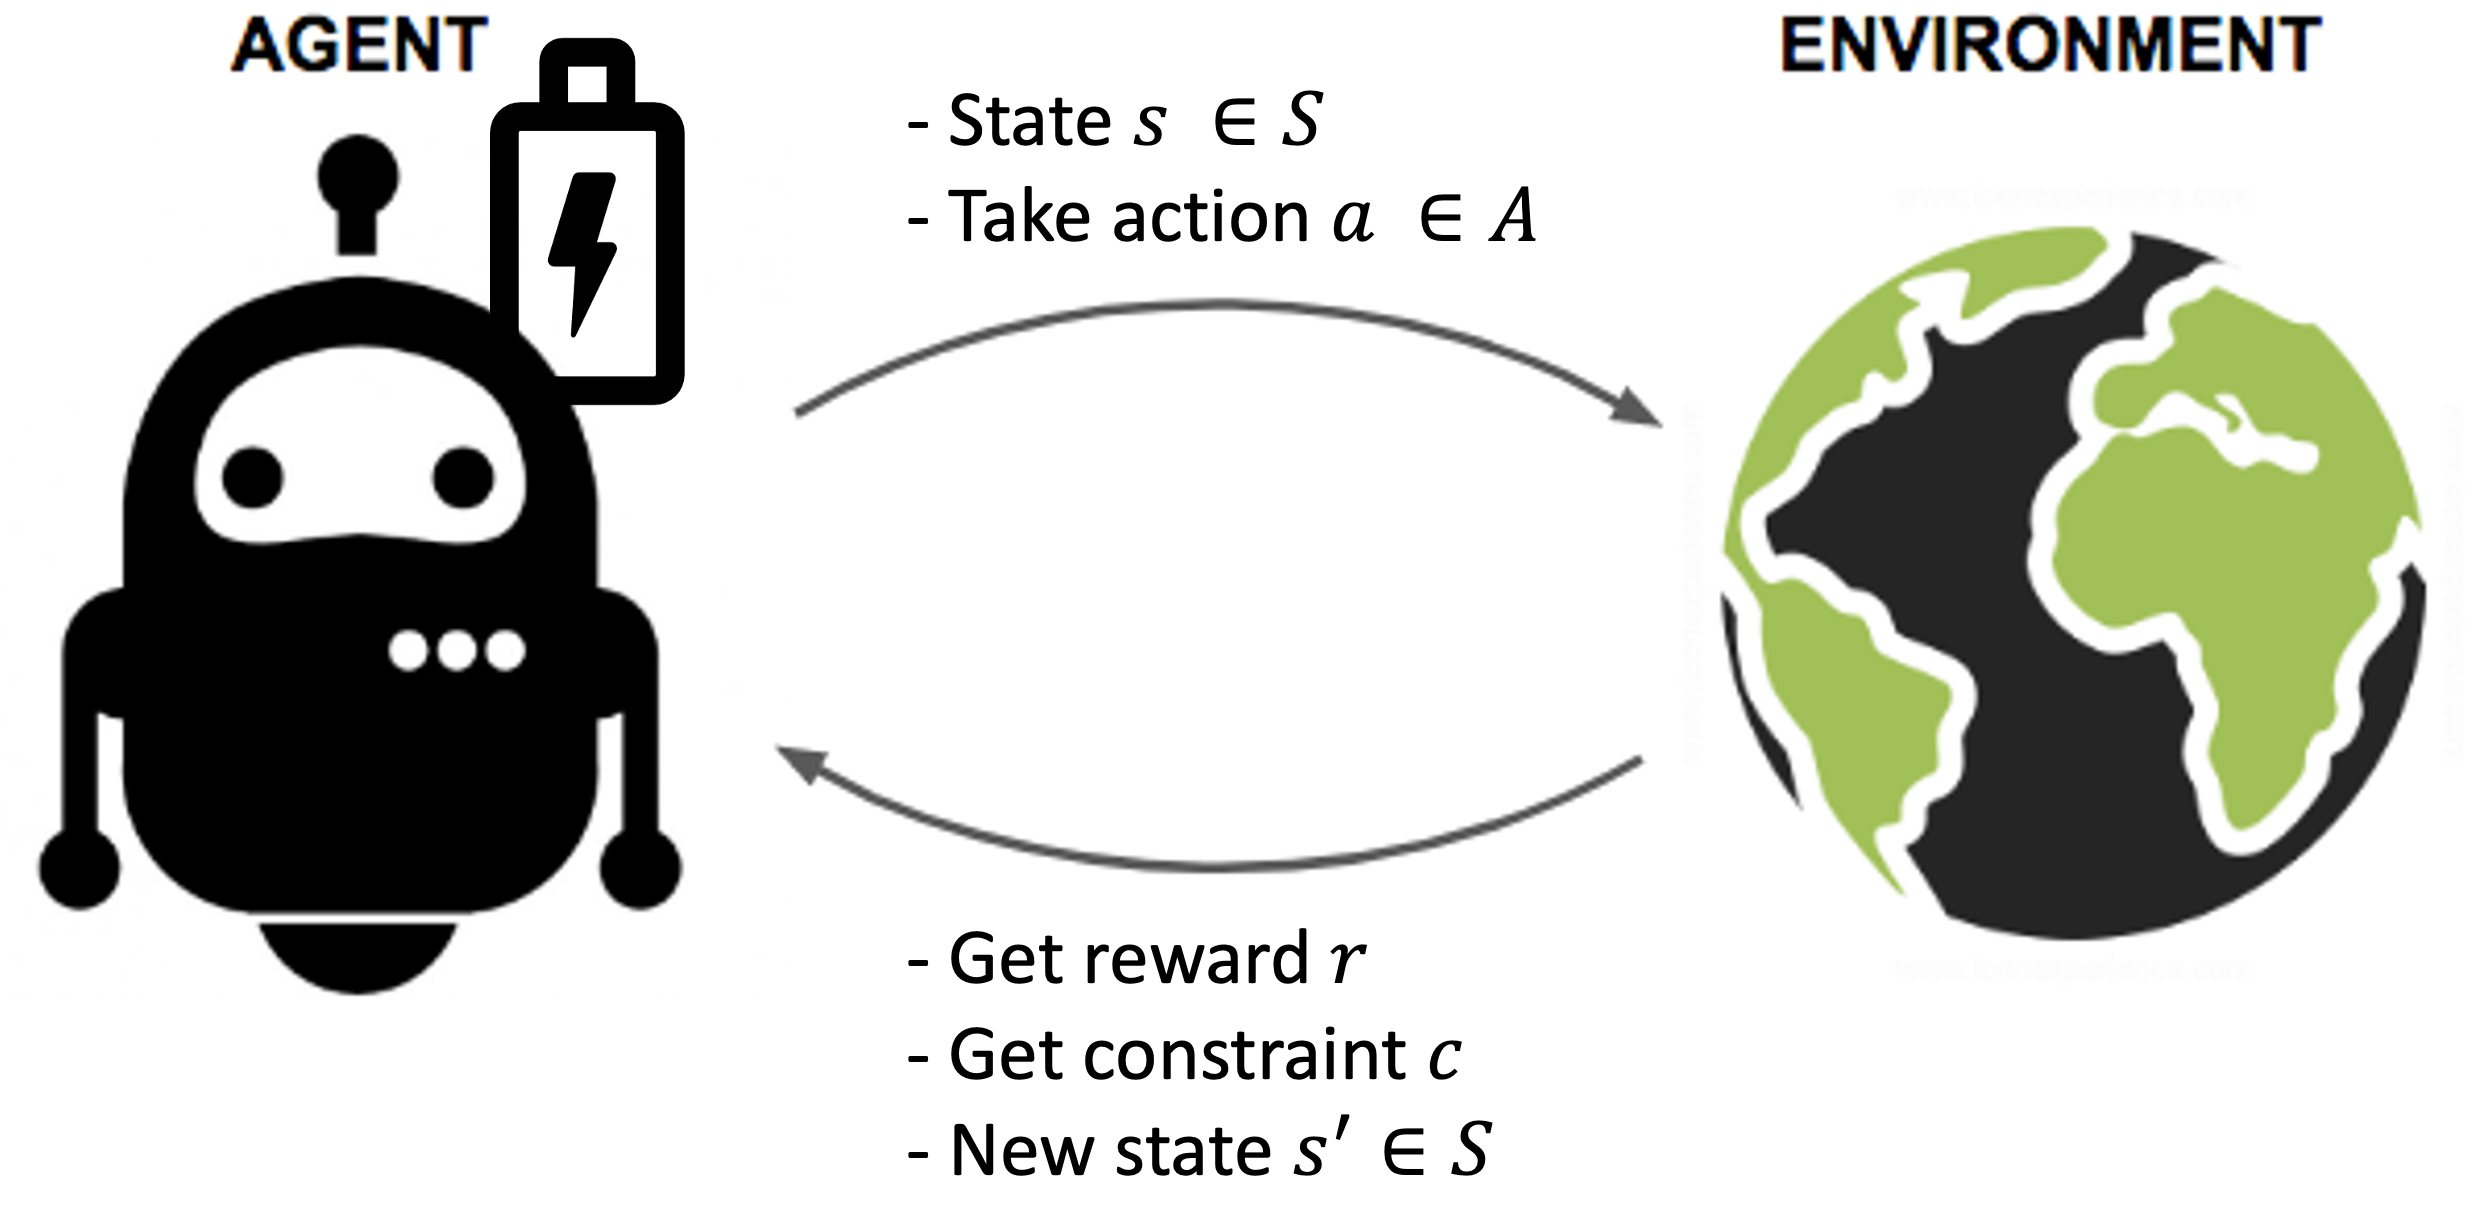 AGENT
ENVIRONMENT
- State s ∈ S
- Take action a ∈ A
- Get reward r
- Get constraint c
- New state s′ ∈ S